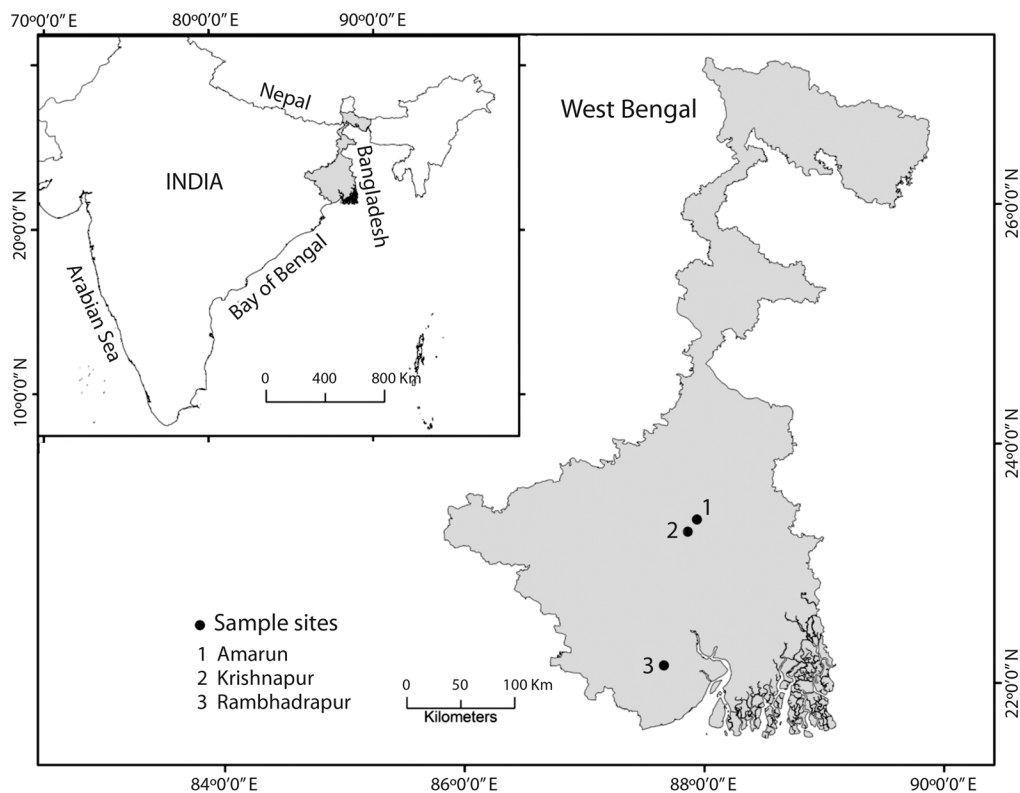 70º0’0” E 80º0’0” E 90º0’0” E
20º0’0” N
10º0’0” N
Nepal
INDIA
Bangladesh
Bay of Bengal
Arabian Sea
0 400 800 Km
West Bengal
26º0’0” N
24º0’0” N
22º0’0” N
1
2
3
Sample sites
1 Amarun
2 Krishnapur
3 Rambhadrapur
0 50 100 Km
Kilometers
84º0’0” E 86º0’0” E 88º0’0” E 90º0’0” E